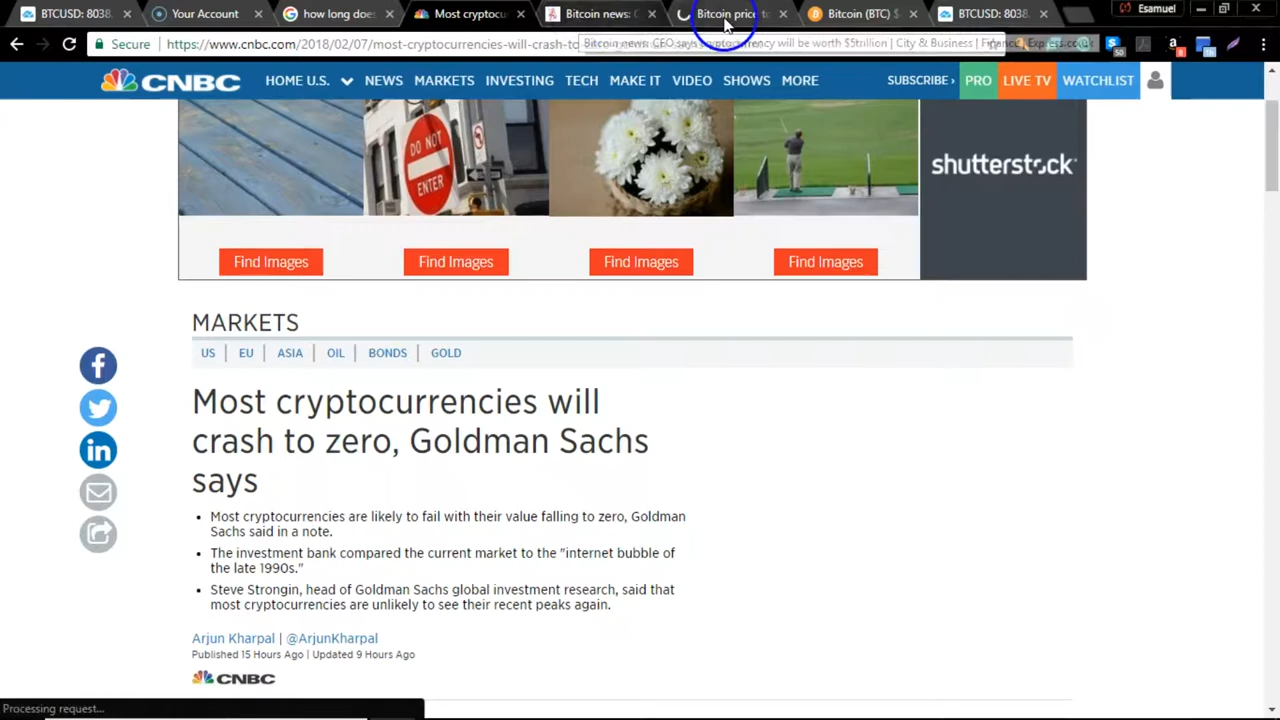 BTCUSD: 8038.
Your Account
how long does
Most cryptocu
Bitcoin news: C
Bitcoin price to
Bitcoin (BTC) $
BTCUSD: 8038.
Esamuel
Secure
https://www.cnbc.com/2018/02/07/most-cryptocurrencies-will-crash-to
Bitcoin news: CEO says cryptocurrency will be worth $5trillion | City & Business | Finance | Express.co.uk
CNBC
HOME U.S.
NEWS
MARKETS
INVESTING
TECH
MAKE IT
VIDEO
SHOWS
MORE
SUBSCRIBE ›
PRO
LIVE TV
WATCHLIST
DO NOT
ENTER
shutterstock
Find Images
Find Images
Find Images
Find Images
MARKETS
US | EU | ASIA | OIL | BONDS | GOLD
Most cryptocurrencies will
crash to zero, Goldman Sachs
says
• Most cryptocurrencies are likely to fail with their value falling to zero, Goldman
Sachs said in a note.
• The investment bank compared the current market to the "internet bubble of
the late 1990s."
• Steve Strongin, head of Goldman Sachs global investment research, said that
most cryptocurrencies are unlikely to see their recent peaks again.
Arjun Kharpal | @ArjunKharpal
Published 15 Hours Ago | Updated 9 Hours Ago
CNBC
Processing request...